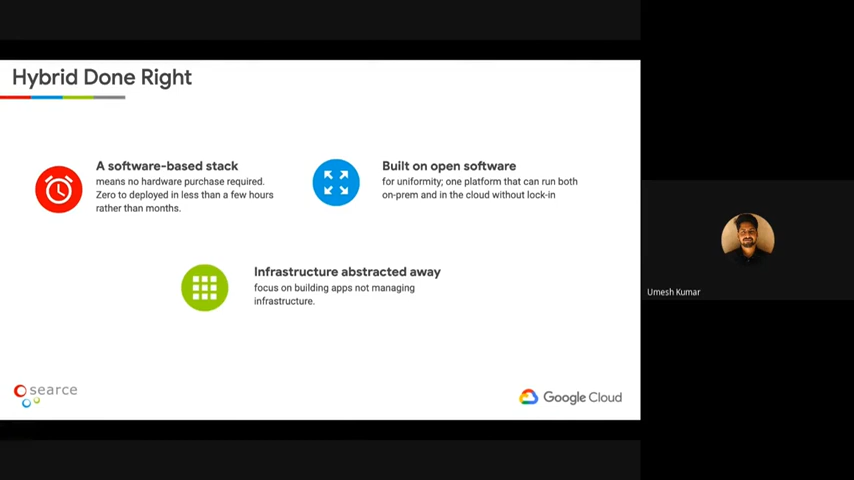 Hybrid Done Right
A software-based stack
means no hardware purchase required.
Zero to deployed in less than a few hours
rather than months.
Built on open software
for uniformity; one platform that can run both
on-prem and in the cloud without lock-in
Infrastructure abstracted away
focus on building apps not managing
infrastructure.
Umesh Kumar
searce
Google Cloud